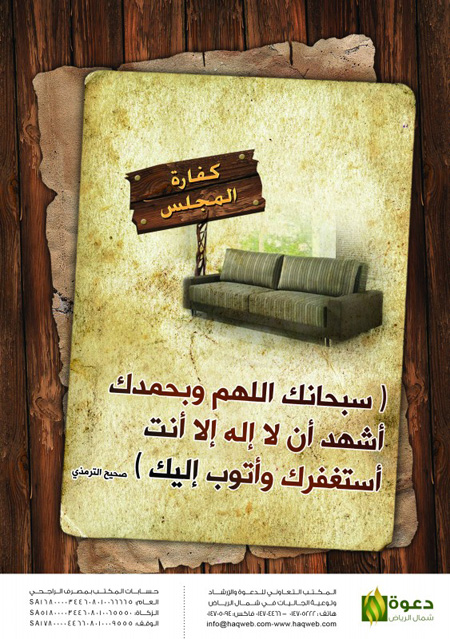 كفارة
المجلس
( سبحانك اللهم وبحمدك
أشهد أن لا إله إلا أنت
أستغفرك وأتوب إليك ) صحيح الترمذي
دعوة
شمال الرياض
المكتب التعاوني للدعوة والإرشاد
وتوعية الجاليات في شمال الرياض
info@haqweb.com-www.haqweb.com
حسابات المكتب بمصرف الراجحي